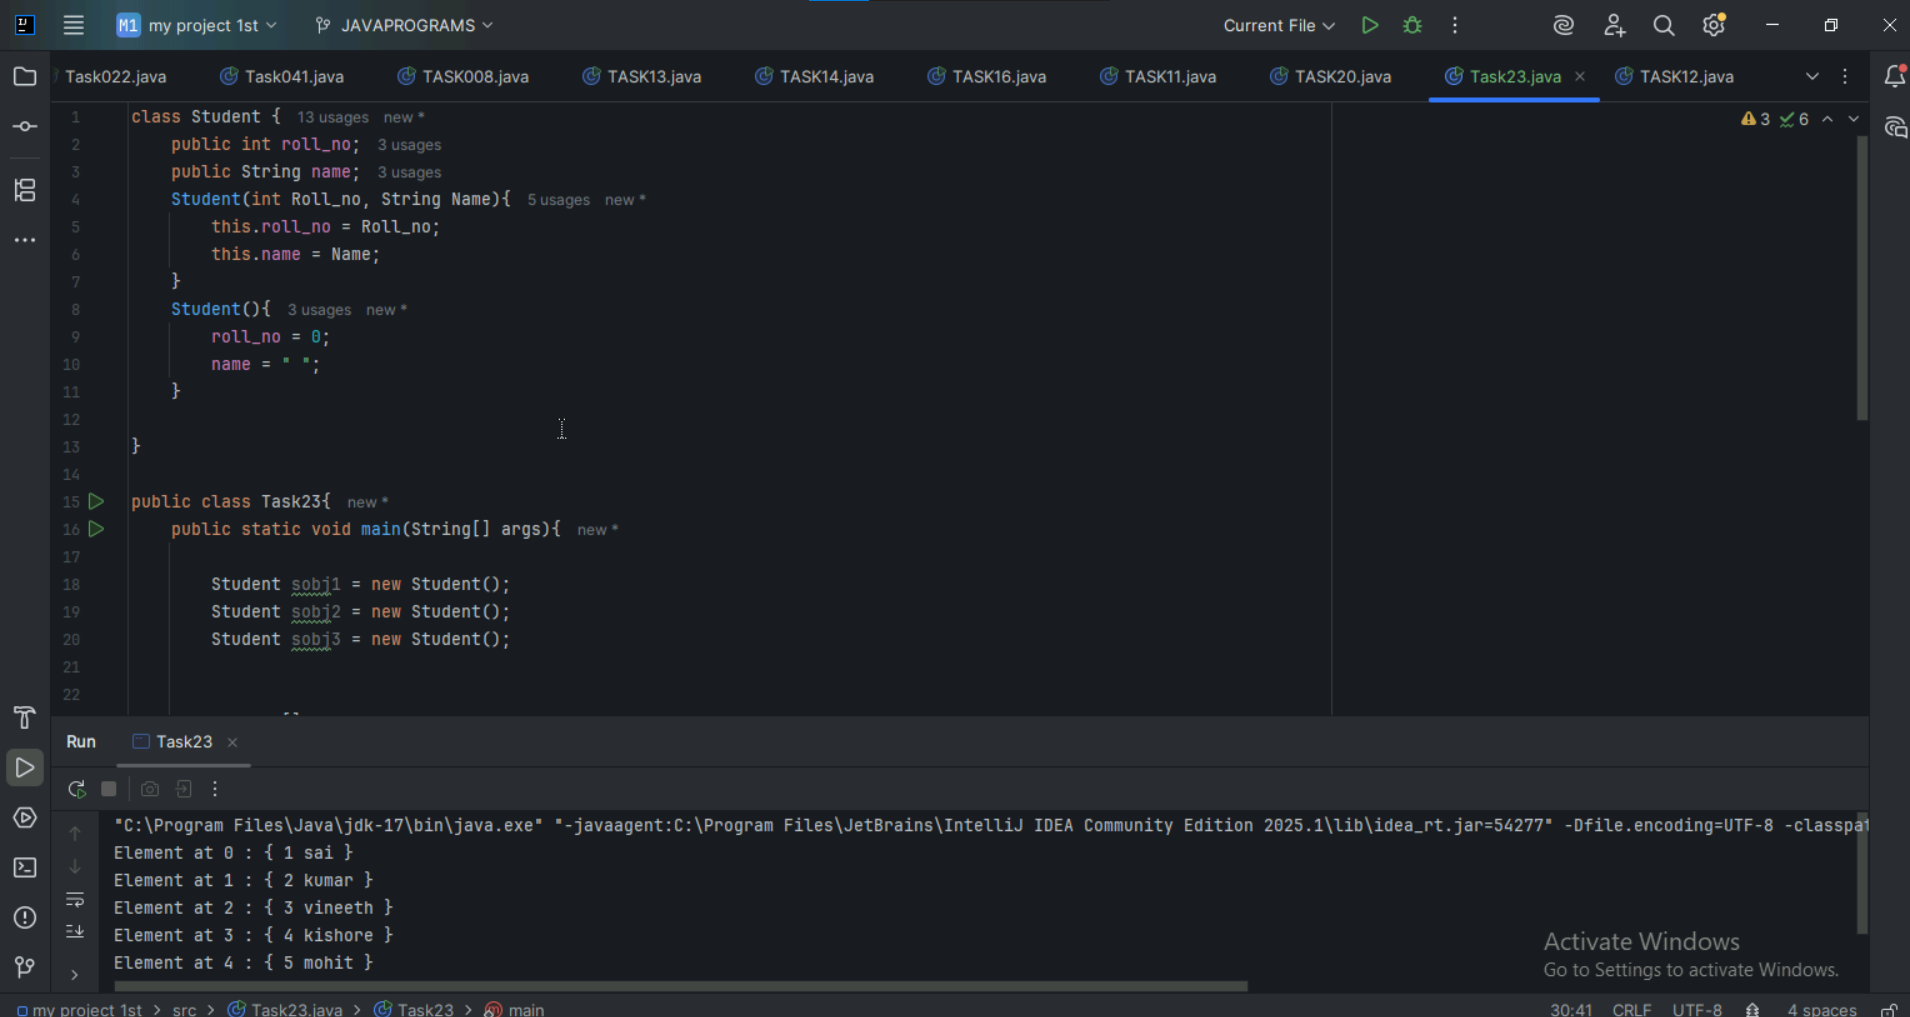 M1 my project 1st JAVAPROGRAMS Current File
Task022.java Task041.java TASK008.java TASK13.java TASK14.java TASK16.java TASK11.java TASK20.java Task23.java TASK12.java
3 6
1 class Student { 13 usages new *
2 public int roll_no; 3 usages
3 public String name; 3 usages
4 Student(int Roll_no, String Name){ 5 usages new *
5 this.roll_no = Roll_no;
6 this.name = Name;
7 }
8 Student(){ 3 usages new *
9 roll_no = 0;
10 name = " ";
11 }
12
13 }
14
15 public class Task23{ new *
16 public static void main(String[] args){ new *
17
18 Student sobj1 = new Student();
19 Student sobj2 = new Student();
20 Student sobj3 = new Student();
21
22
Run Task23
"C:\Program Files\Java\jdk-17\bin\java.exe" "-javaagent:C:\Program Files\JetBrains\IntelliJ IDEA Community Edition 2025.1\lib\idea_rt.jar=54277" -Dfile.encoding=UTF-8 -classpat
Element at 0 : { 1 sai }
Element at 1 : { 2 kumar }
Element at 2 : { 3 vineeth }
Element at 3 : { 4 kishore }
Element at 4 : { 5 mohit }
Activate Windows
Go to Settings to activate Windows.
my project 1st > src > Task23.java > Task23 > main 30:41 CRLF UTF-8 4 spaces